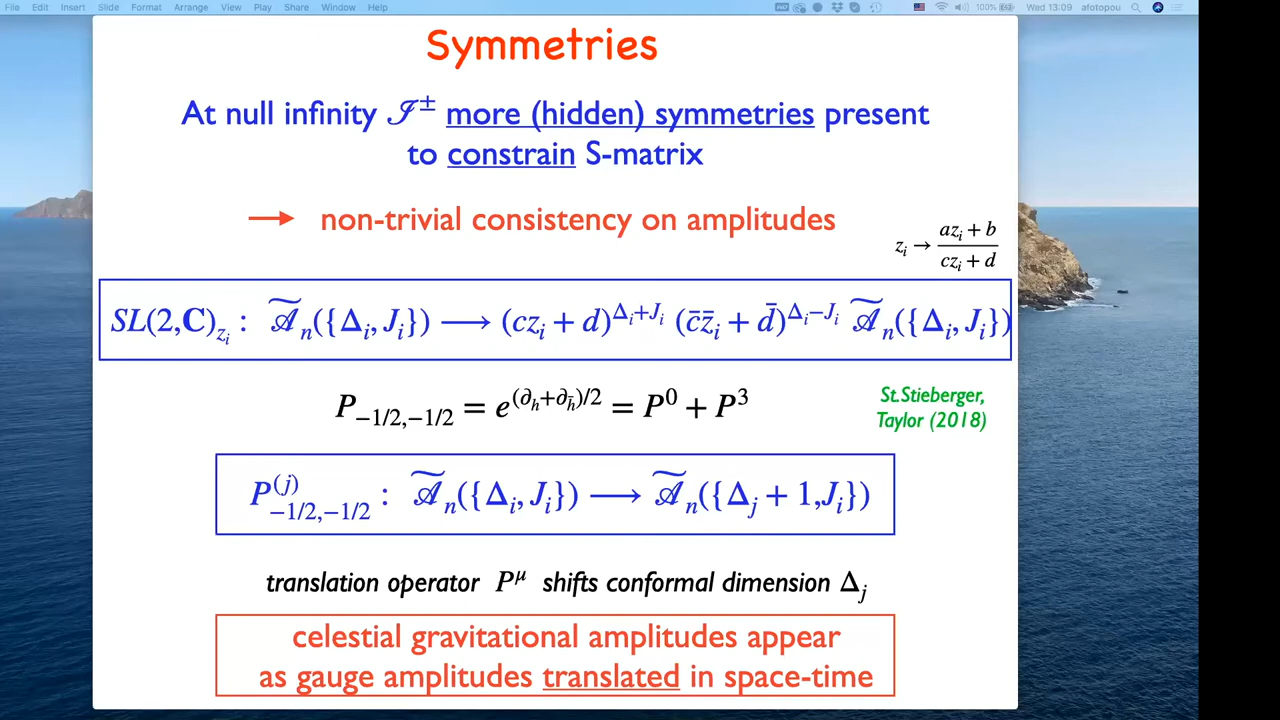 File Edit Insert Slide Format Arrange View Play Share Window Help 100% Wed 13:09 afotopou
Symmetries
At null infinity ℐ± more (hidden) symmetries present
to constrain S-matrix
→ non-trivial consistency on amplitudes
z_i → (az_i + b)/(cz_i + d)
SL(2,C)_{z_i} : Ã_n({Δ_i, J_i}) ⟶ (cz_i + d)^{Δ_i+J_i} (c̄z̄_i + d̄)^{Δ_i−J_i} Ã_n({Δ_i, J_i})
P_{−1/2,−1/2} = e^{(∂_h+∂_h̄)/2} = P^0 + P^3
St.Stieberger,
Taylor (2018)
P^{(j)}_{−1/2,−1/2} : Ã_n({Δ_i, J_i}) ⟶ Ã_n({Δ_j + 1,J_i})
translation operator P^μ shifts conformal dimension Δ_j
celestial gravitational amplitudes appear
as gauge amplitudes translated in space-time